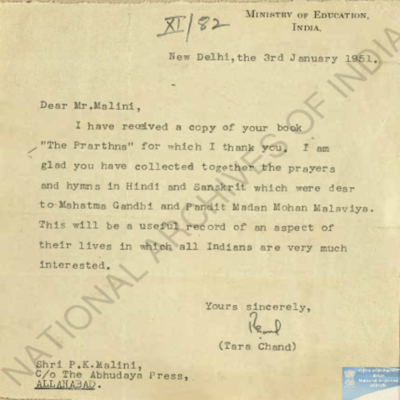 XI/82
MINISTRY OF EDUCATION,
INDIA.
New Delhi, the 3rd January 1951.
Dear Mr.Malini,
I have received a copy of your book
"The Prarthna" for which I thank you. I am
glad you have collected together the prayers
and hymns in Hindi and Sanskrit which were dear
to Mahatma Gandhi and Pandit Madan Mohan Malaviya.
This will be a useful record of an aspect of
their lives in which all Indians are very much
interested.
Yours sincerely,
(Tara Chand)
Shri P.K.Malini,
C/o The Abhudaya Press,
ALLAHABAD.
NATIONAL ARCHIVES OF INDIA